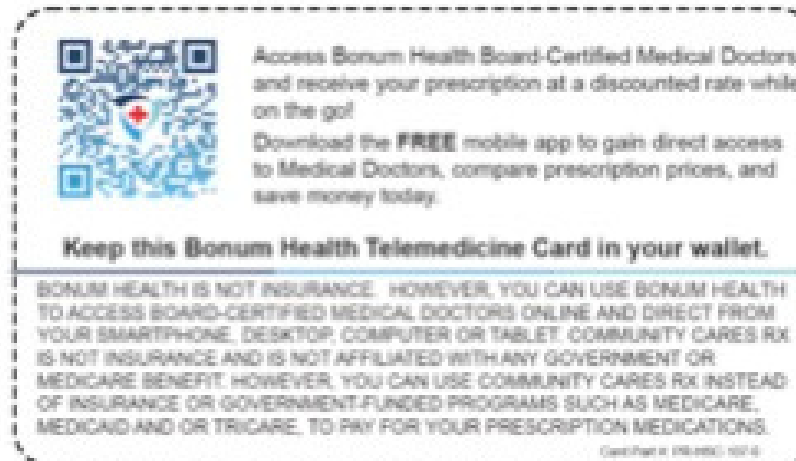 Access Bonum Health Board-Certified Medical Doctors
and receive your prescription at a discounted rate while
on the go!
Download the FREE mobile app to gain direct access
to Medical Doctors, compare prescription prices, and
save money today.
Keep this Bonum Health Telemedicine Card in your wallet.
BONUM HEALTH IS NOT INSURANCE. HOWEVER, YOU CAN USE BONUM HEALTH
TO ACCESS BOARD-CERTIFIED MEDICAL DOCTORS ONLINE AND DIRECT FROM
YOUR SMARTPHONE, DESKTOP, COMPUTER OR TABLET. COMMUNITY CARES RX
IS NOT INSURANCE AND IS NOT AFFILIATED WITH ANY GOVERNMENT OR
MEDICARE BENEFIT. HOWEVER, YOU CAN USE COMMUNITY CARES RX INSTEAD
OF INSURANCE OR GOVERNMENT-FUNDED PROGRAMS SUCH AS MEDICARE,
MEDICAID AND OR TRICARE, TO PAY FOR YOUR PRESCRIPTION MEDICATIONS.
Card Part #: